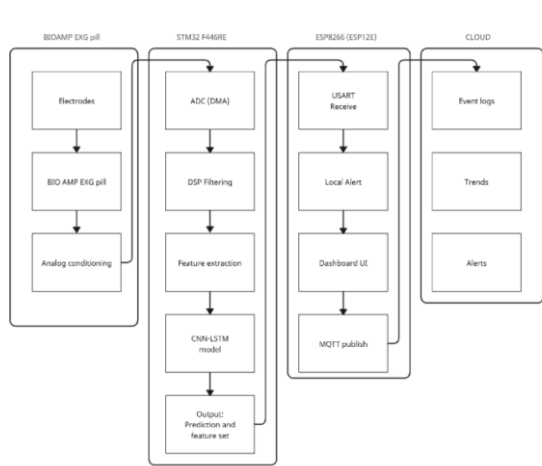 BIOAMP EXG pill
Electrodes
BIO AMP EXG pill
Analog conditioning
STM32 F446RE
ADC (DMA)
DSP Filtering
Feature extraction
CNN-LSTM
model
Output:
Prediction and
feature set
ESP8266 (ESP12E)
USART
Receive
Local Alert
Dashboard UI
MQTT publish
CLOUD
Event logs
Trends
Alerts